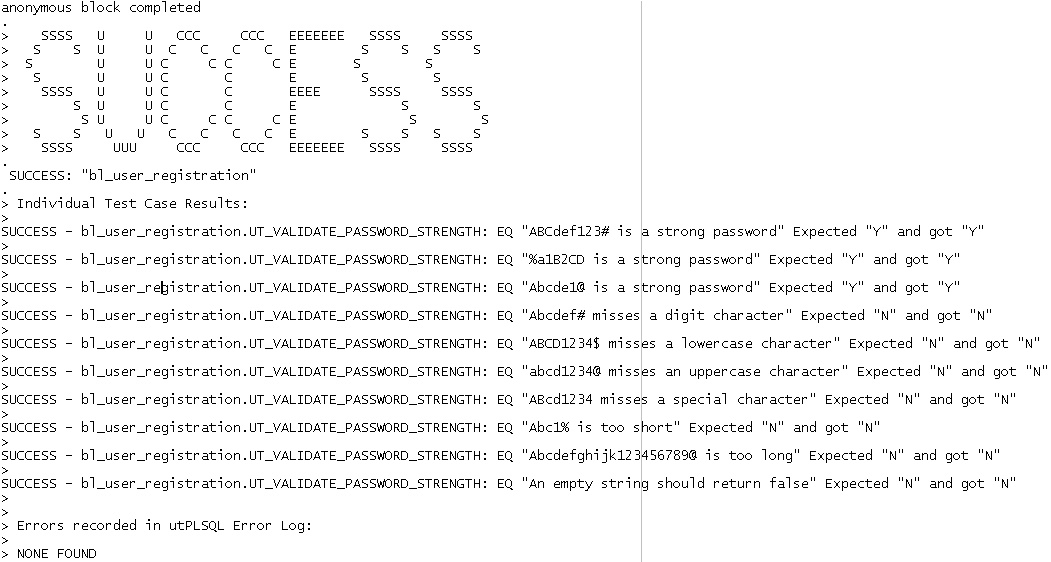 anonymous block completed
.
>    SSSS   U     U   CCC     CCC   EEEEEEE   SSSS     SSSS
>   S    S  U     U  C   C   C   C  E        S    S   S    S
>  S        U     U C     C C     C E       S        S
>   S       U     U C       C       E        S        S
>    SSSS   U     U C       C       EEEE      SSSS     SSSS
>        S  U     U C       C       E             S        S
>         S U     U C     C C     C E              S        S
>   S    S   U   U   C   C   C   C  E        S    S   S    S
>    SSSS     UUU     CCC     CCC   EEEEEEE   SSSS     SSSS
.
 SUCCESS: "bl_user_registration"
.
> Individual Test Case Results:
>
SUCCESS - bl_user_registration.UT_VALIDATE_PASSWORD_STRENGTH: EQ "ABCdef123# is a strong password" Expected "Y" and got "Y"
>
SUCCESS - bl_user_registration.UT_VALIDATE_PASSWORD_STRENGTH: EQ "%a1B2CD is a strong password" Expected "Y" and got "Y"
>
SUCCESS - bl_user_registration.UT_VALIDATE_PASSWORD_STRENGTH: EQ "Abcde1@ is a strong password" Expected "Y" and got "Y"
>
SUCCESS - bl_user_registration.UT_VALIDATE_PASSWORD_STRENGTH: EQ "Abcdef# misses a digit character" Expected "N" and got "N"
>
SUCCESS - bl_user_registration.UT_VALIDATE_PASSWORD_STRENGTH: EQ "ABCD1234$ misses a lowercase character" Expected "N" and got "N"
>
SUCCESS - bl_user_registration.UT_VALIDATE_PASSWORD_STRENGTH: EQ "abcd1234@ misses an uppercase character" Expected "N" and got "N"
>
SUCCESS - bl_user_registration.UT_VALIDATE_PASSWORD_STRENGTH: EQ "ABcd1234 misses a special character" Expected "N" and got "N"
>
SUCCESS - bl_user_registration.UT_VALIDATE_PASSWORD_STRENGTH: EQ "Abc1% is too short" Expected "N" and got "N"
>
SUCCESS - bl_user_registration.UT_VALIDATE_PASSWORD_STRENGTH: EQ "Abcdefghijk123456789@ is too long" Expected "N" and got "N"
>
SUCCESS - bl_user_registration.UT_VALIDATE_PASSWORD_STRENGTH: EQ "An empty string should return false" Expected "N" and got "N"
>
>
> Errors recorded in utPLSQL Error Log:
>
> NONE FOUND